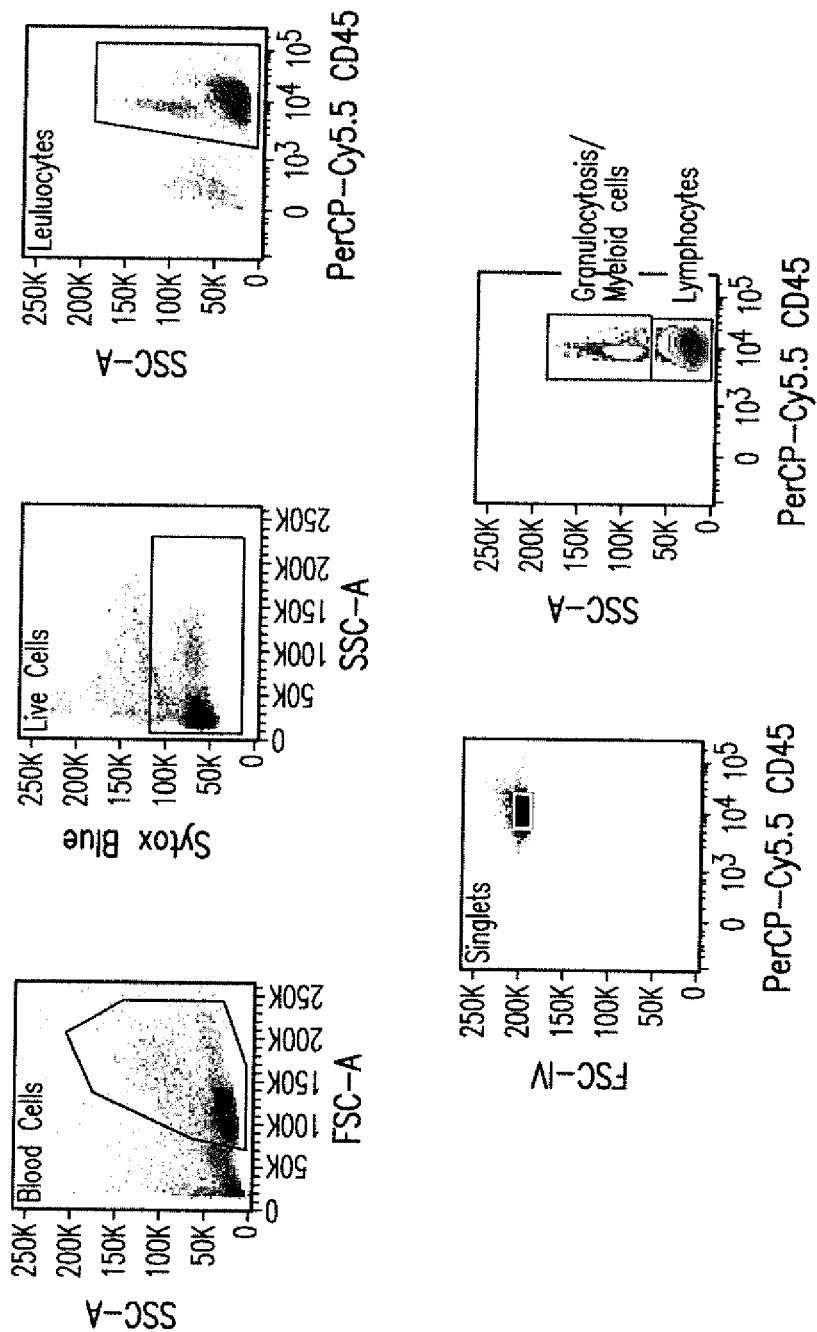 Blood Cells
SSC-A
250K
200K
150K
100K
50K
0
0 50K 100K 150K 200K 250K
FSC-A
Live Cells
Sytox Blue
250K
200K
150K
100K
50K
0
0 50K 100K 150K 200K 250K
SSC-A
Leuluocytes
SSC-A
250K
200K
150K
100K
50K
0
0 10³ 10⁴ 10⁵
PerCP-Cy5.5 CD45
Singlets
FSC-IV
250K
200K
150K
100K
50K
0
0 10³ 10⁴ 10⁵
PerCP-Cy5.5 CD45
SSC-A
250K
200K
150K
100K
50K
0
Granulocytosis/
Myeloid cells
Lymphocytes
0 10³ 10⁴ 10⁵
PerCP-Cy5.5 CD45